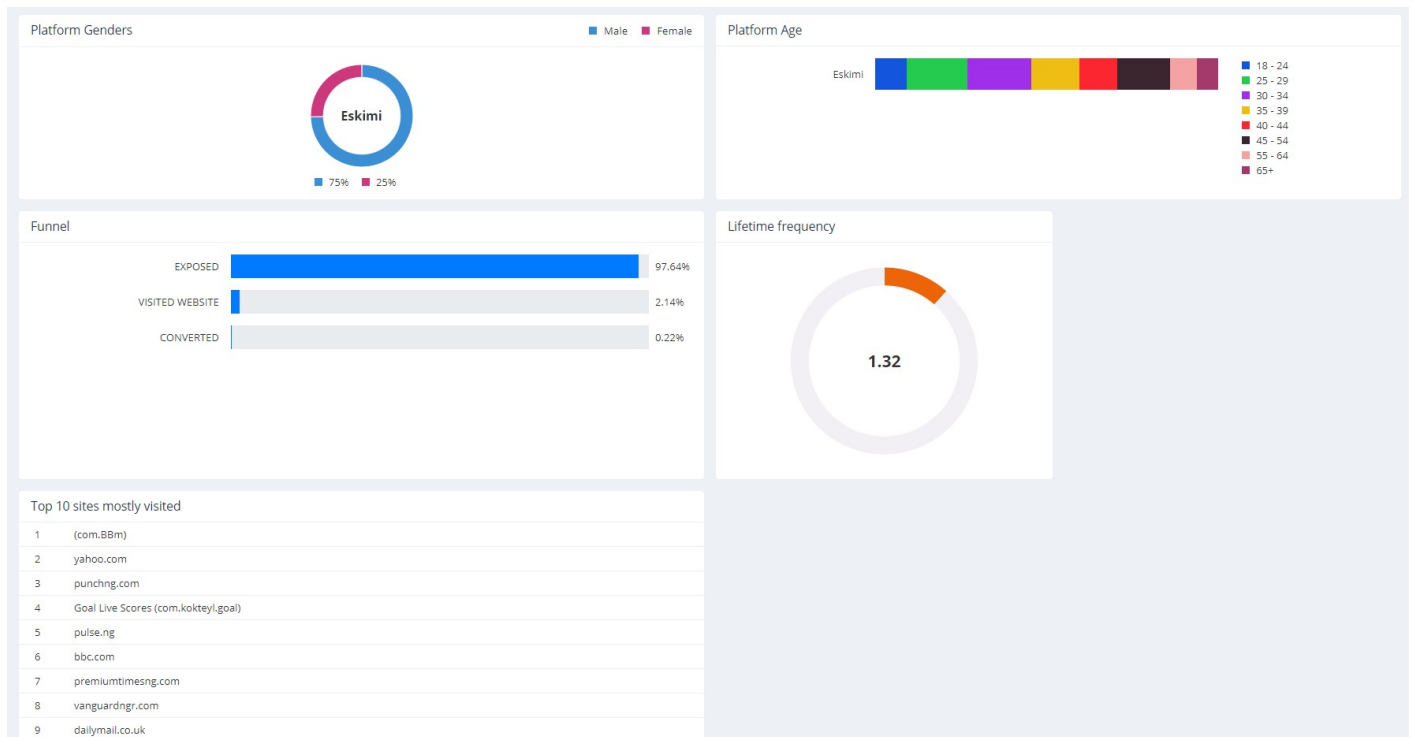 Platform Genders
Male Female
Eskimi
75% 25%
Platform Age
Eskimi
18 - 24
25 - 29
30 - 34
35 - 39
40 - 44
45 - 54
55 - 64
65+
Funnel
EXPOSED 97.64%
VISITED WEBSITE 2.14%
CONVERTED 0.22%
Lifetime frequency
1.32
Top 10 sites mostly visited
1 (com.BBm)
2 yahoo.com
3 punchng.com
4 Goal Live Scores (com.kokteyl.goal)
5 pulse.ng
6 bbc.com
7 premiumtimesng.com
8 vanguardngr.com
9 dailymail.co.uk